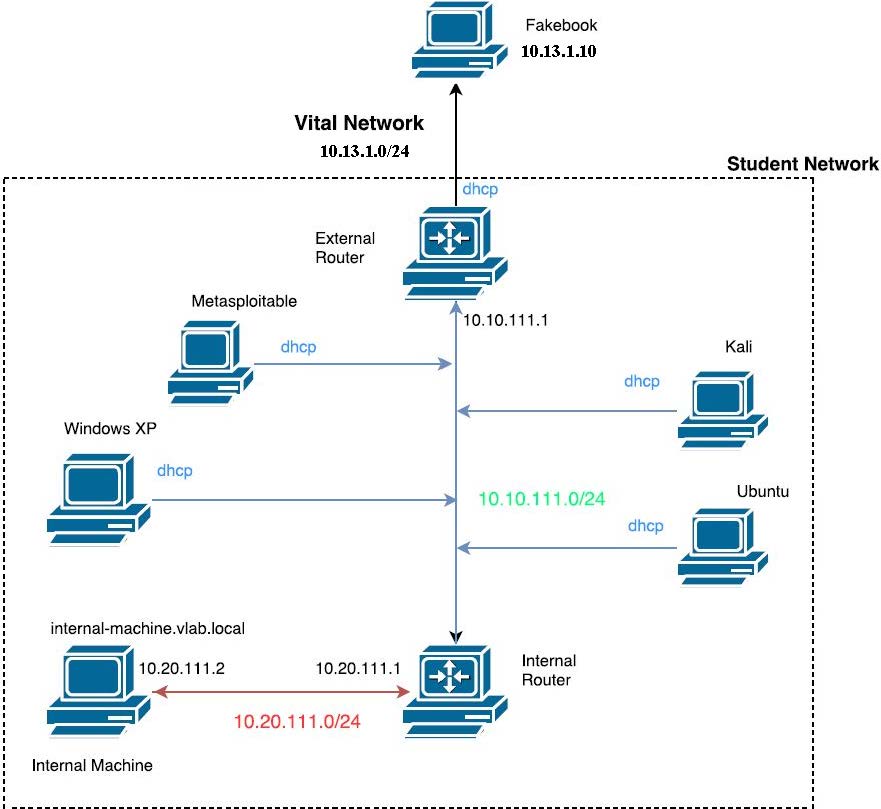 Fakebook
10.13.1.10
Vital Network
10.13.1.0/24
Student Network
dhcp
External
Router
Metasploitable
10.10.111.1
dhcp
Kali
dhcp
Windows XP
dhcp
10.10.111.0/24
Ubuntu
dhcp
internal-machine.vlab.local
10.20.111.2
10.20.111.1
Internal
Router
10.20.111.0/24
Internal Machine